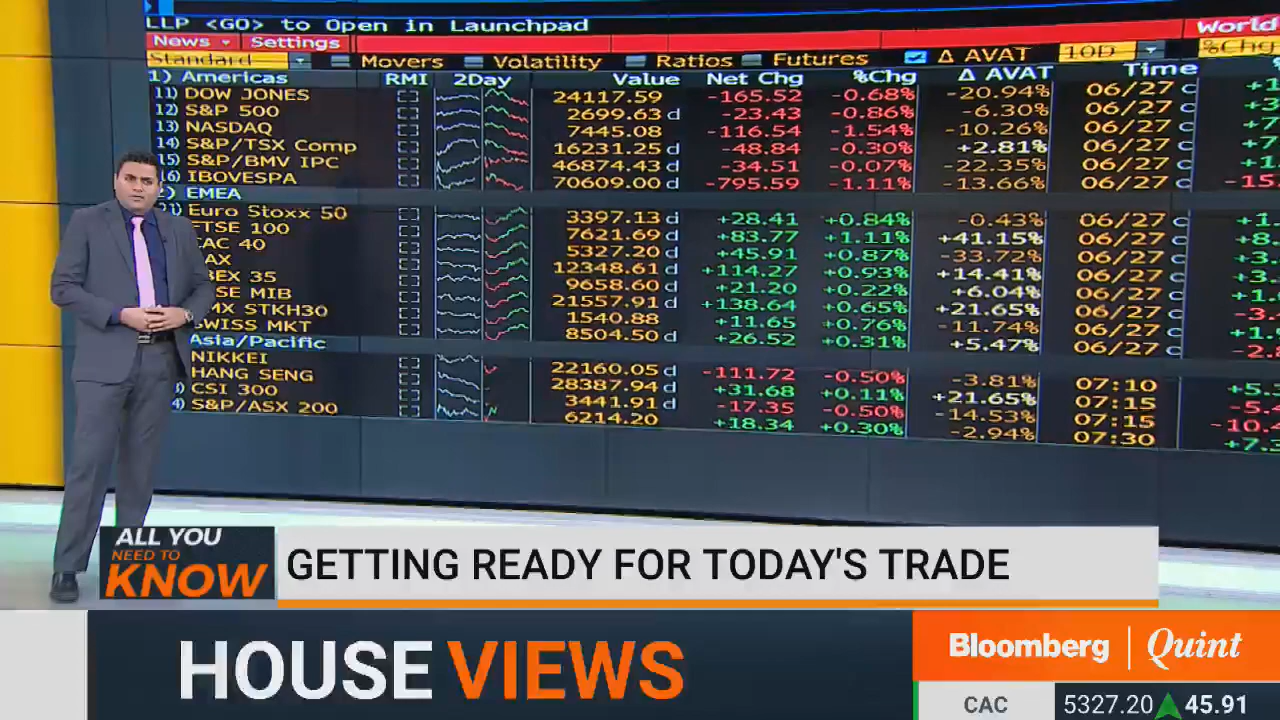 LLP <GO> to Open in Launchpad
News Settings World
Standard Movers Volatility Ratios Futures Δ AVAT 10D %Chg
1) Americas RMI 2Day Value Net Chg %Chg Δ AVAT Time
11) DOW JONES 24117.59 -165.52 -0.68% -20.94% 06/27 c
12) S&P 500 2699.63 d -23.43 -0.86% -6.30% 06/27 c
13) NASDAQ 7445.08 -116.54 -1.54% -10.26% 06/27 c
14) S&P/TSX Comp 16231.25 d -48.84 -0.30% +2.81% 06/27 c
15) S&P/BMV IPC 46874.43 d -34.51 -0.07% -22.35% 06/27 c
16) IBOVESPA 70609.00 d -795.59 -1.11% -13.66% 06/27 c
EMEA
21) Euro Stoxx 50 3397.13 d +28.41 +0.84% -0.43% 06/27 c
FTSE 100 7621.69 d +83.77 +1.11% +41.15% 06/27 c
CAC 40 5327.20 d +45.91 +0.87% -33.72% 06/27 c
AX 12348.61 d +114.27 +0.93% +14.41% 06/27 c
BEX 35 9658.60 d +21.20 +0.22% +6.04% 06/27 c
SE MIB 21557.91 d +138.64 +0.65% +21.65% 06/27 c
MX STKH30 1540.88 +11.65 +0.76% -11.74% 06/27 c
SWISS MKT 8504.50 d +26.52 +0.31% +5.47% 06/27 c
Asia/Pacific
NIKKEI 22160.05 d -111.72 -0.50% -3.81% 07:10
HANG SENG 28387.94 d +31.68 +0.11% +21.65% 07:15
CSI 300 3441.91 d -17.35 -0.50% -14.53% 07:15
4) S&P/ASX 200 6214.20 +18.34 +0.30% -2.94% 07:30
ALL YOU
NEED TO
KNOW
GETTING READY FOR TODAY'S TRADE
HOUSE VIEWS
Bloomberg | Quint
CAC 5327.20 ▲ 45.91